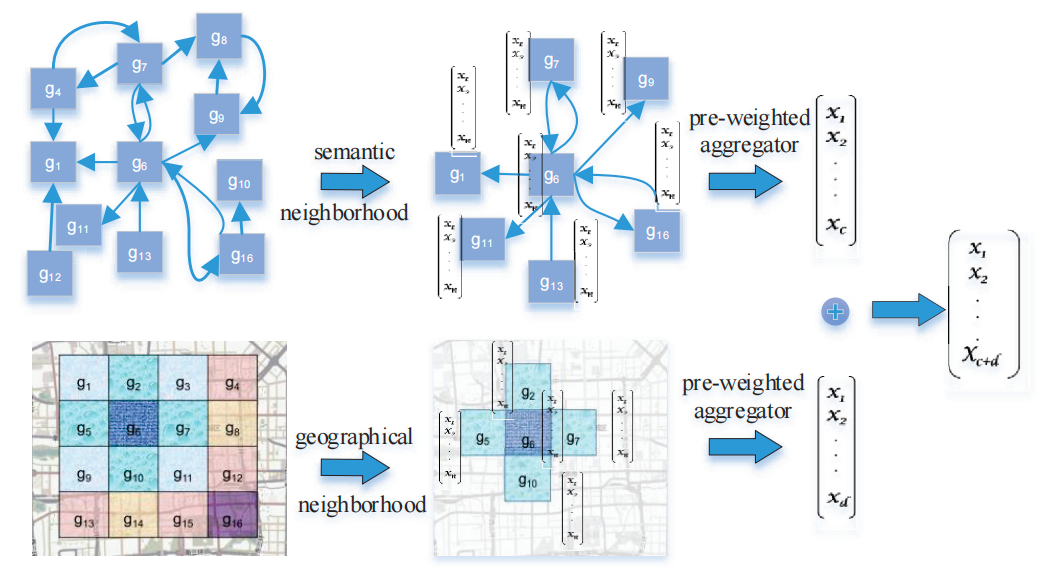 g8
g7
g4
g9
g1
g6
g10
g11
g13
g16
g12
semantic
neighborhood
x1
x2
.
.
.
xn
g7
g9
g1
g6
g11
g16
g13
pre-weighted
aggregator
x1
x2
.
.
.
.
xc
+
x1
x2
.
.
.
xc+d
g1 g2 g3 g4
g5 g6 g7 g8
g9 g10 g11 g12
g13 g14 g15 g16
geographical
neighborhood
g2
g5 g6 g7
g10
pre-weighted
aggregator
x1
x2
.
.
.
.
xd